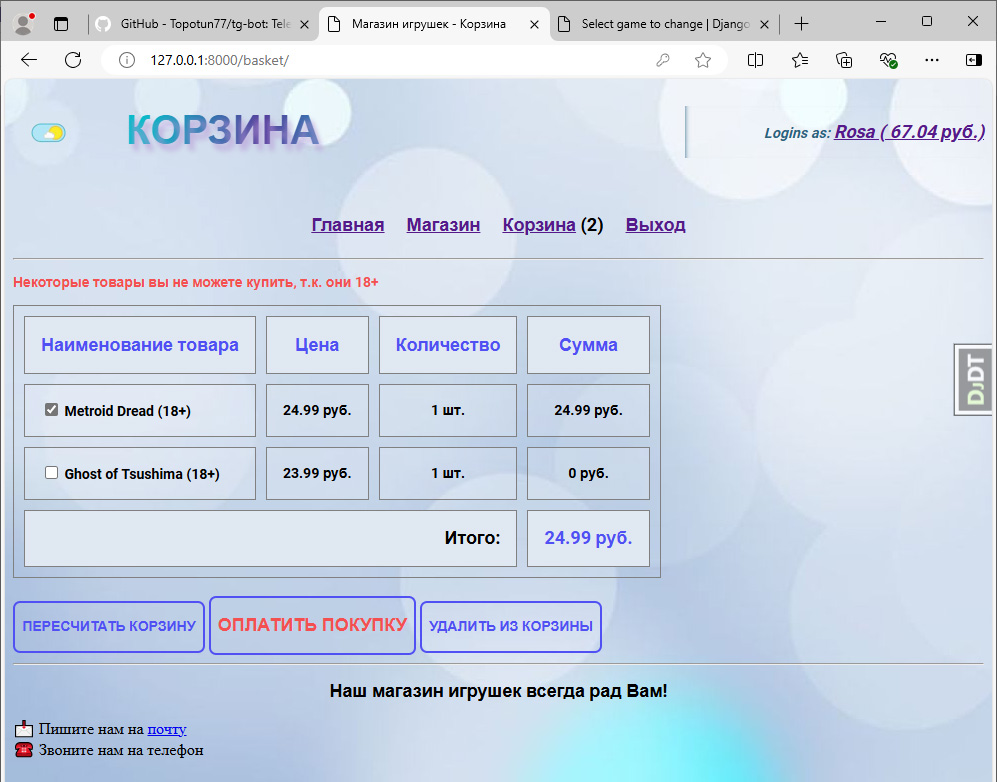 GitHub - Topotun77/tg-bot: Tele
Магазин игрушек - Корзина
Select game to change | Django
127.0.0.1:8000/basket/
КОРЗИНА
Logins as: Rosa ( 67.04 руб.)
Главная Магазин Корзина (2) Выход
Некоторые товары вы не можете купить, т.к. они 18+
Наименование товара Цена Количество Сумма
Metroid Dread (18+) 24.99 руб. 1 шт. 24.99 руб.
Ghost of Tsushima (18+) 23.99 руб. 1 шт. 0 руб.
Итого: 24.99 руб.
DJDT
ПЕРЕСЧИТАТЬ КОРЗИНУ ОПЛАТИТЬ ПОКУПКУ УДАЛИТЬ ИЗ КОРЗИНЫ
Наш магазин игрушек всегда рад Вам!
Пишите нам на почту
Звоните нам на телефон